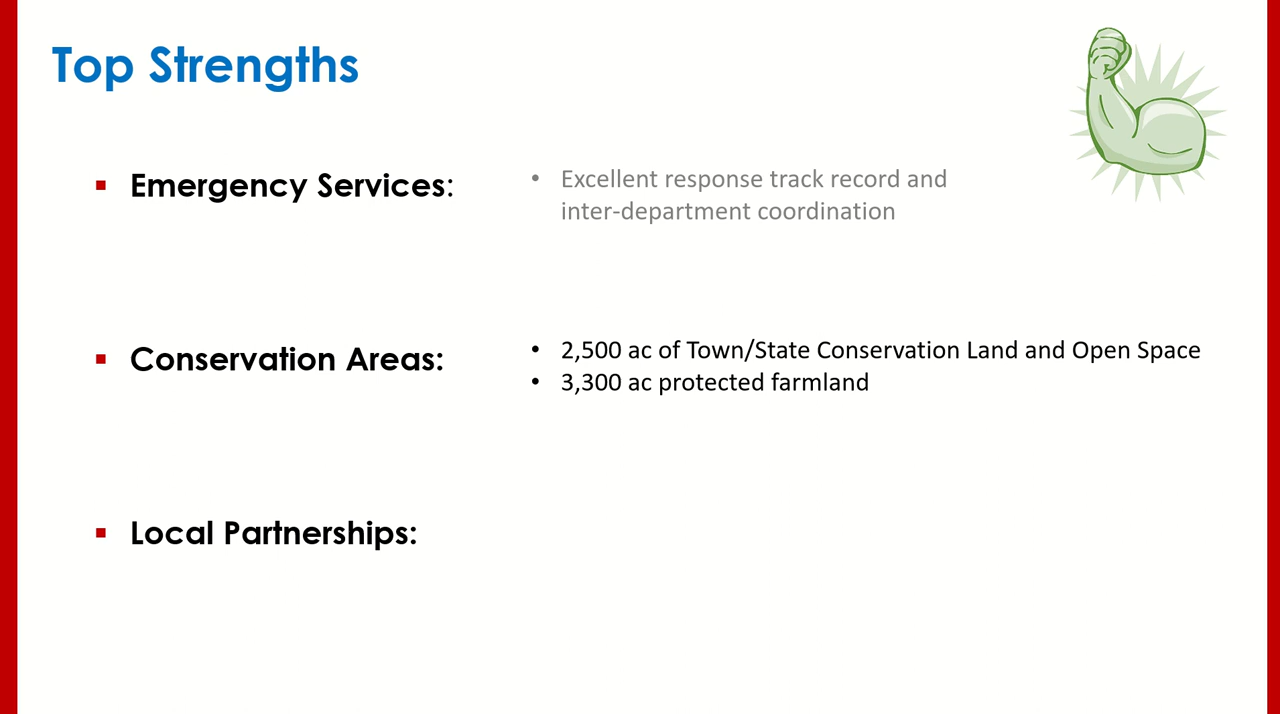 Top Strengths
▪ Emergency Services:
• Excellent response track record and
inter-department coordination
▪ Conservation Areas:
• 2,500 ac of Town/State Conservation Land and Open Space
• 3,300 ac protected farmland
▪ Local Partnerships: